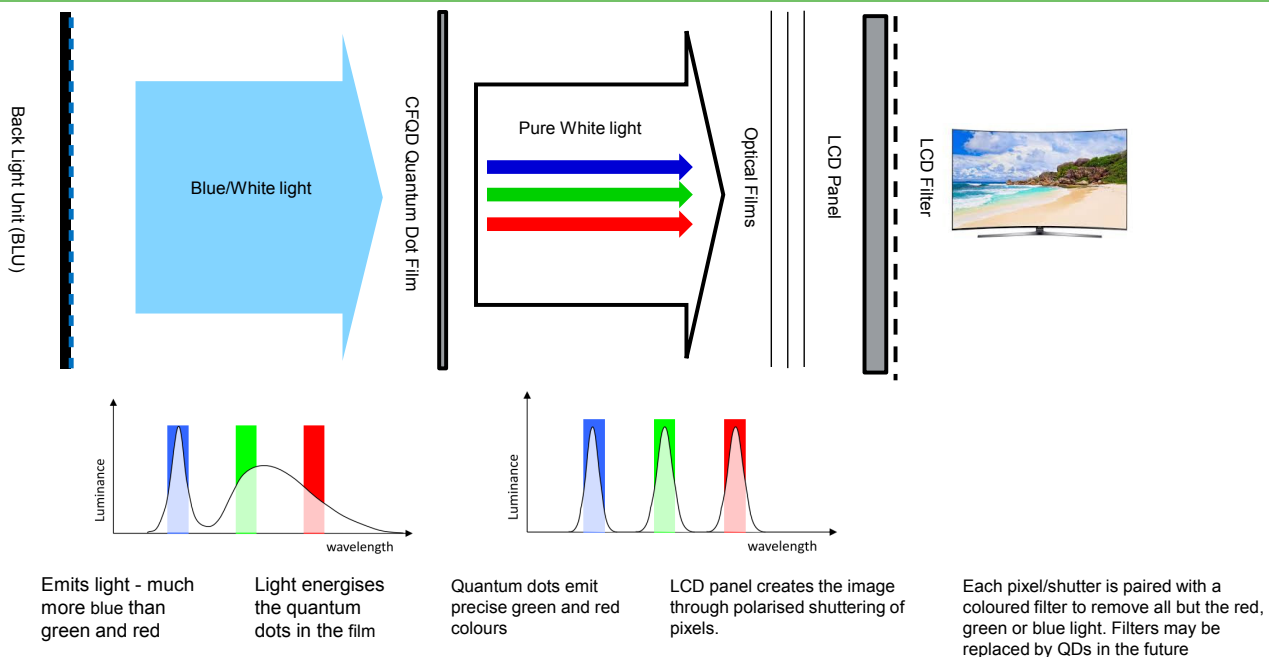 Back Light Unit (BLU)
Blue/White light
CFQD Quantum Dot Film
Pure White light
Optical Films
LCD Panel
LCD Filter
Luminance
wavelength
Luminance
wavelength
Emits light - much
more blue than
green and red
Light energises
the quantum
dots in the film
Quantum dots emit
precise green and red
colours
LCD panel creates the image
through polarised shuttering of
pixels.
Each pixel/shutter is paired with a
coloured filter to remove all but the red,
green or blue light. Filters may be
replaced by QDs in the future